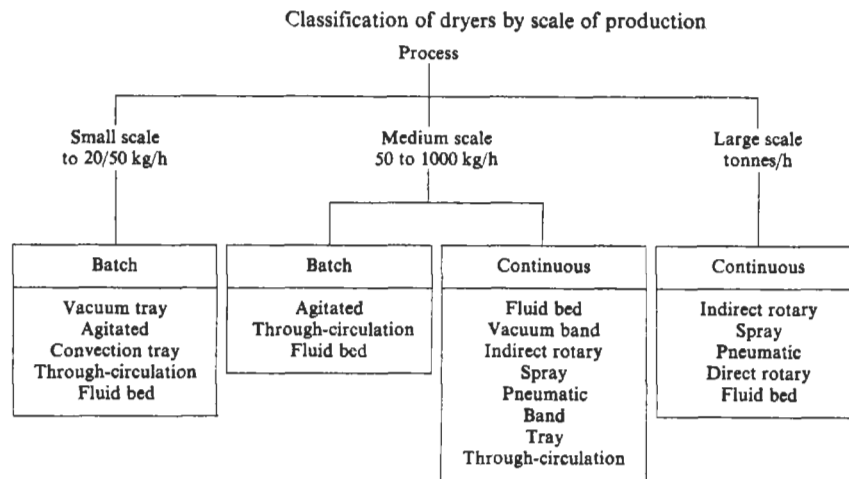 Classification of dryers by scale of production
Process
Small scale
to 20/50 kg/h
Medium scale
50 to 1000 kg/h
Large scale
tonnes/h
Batch
Vacuum tray
Agitated
Convection tray
Through-circulation
Fluid bed
Batch
Agitated
Through-circulation
Fluid bed
Continuous
Fluid bed
Vacuum band
Indirect rotary
Spray
Pneumatic
Band
Tray
Through-circulation
Continuous
Indirect rotary
Spray
Pneumatic
Direct rotary
Fluid bed